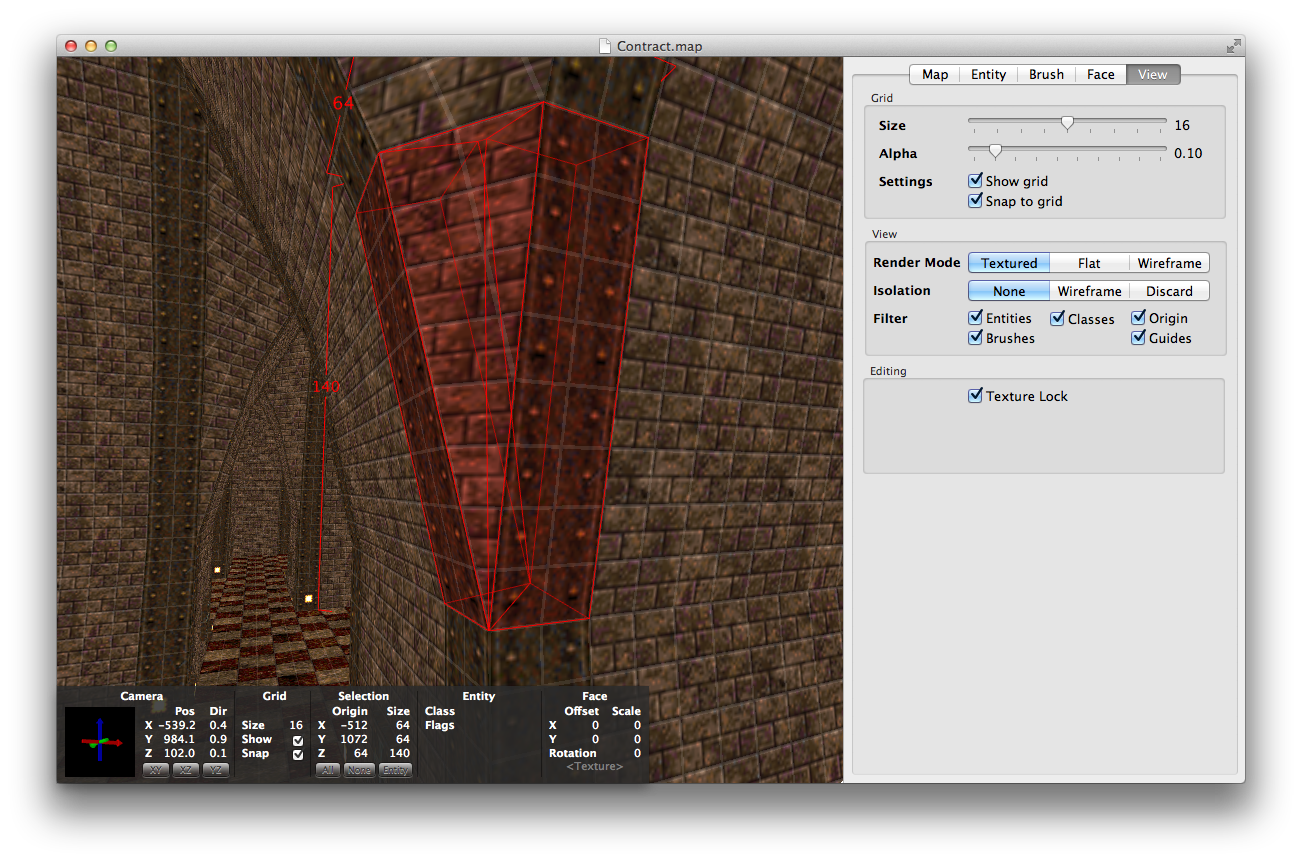 Contract.map
64
140
Map Entity Brush Face View
Grid
Size 16
Alpha 0.10
Settings Show grid
Snap to grid
View
Render Mode Textured Flat Wireframe
Isolation None Wireframe Discard
Filter Entities Classes Origin
Brushes Guides
Editing
Texture Lock
Camera Grid Selection Entity Face
Pos Dir Origin Size Class Offset Scale
X -539.2 0.4 Size 16 X -512 64 Flags X 0 0
Y 984.1 0.9 Show Y 1072 64 Y 0 0
Z 102.0 0.1 Snap Z 64 140 Rotation 0
XY XZ YZ All None Entity <Texture>